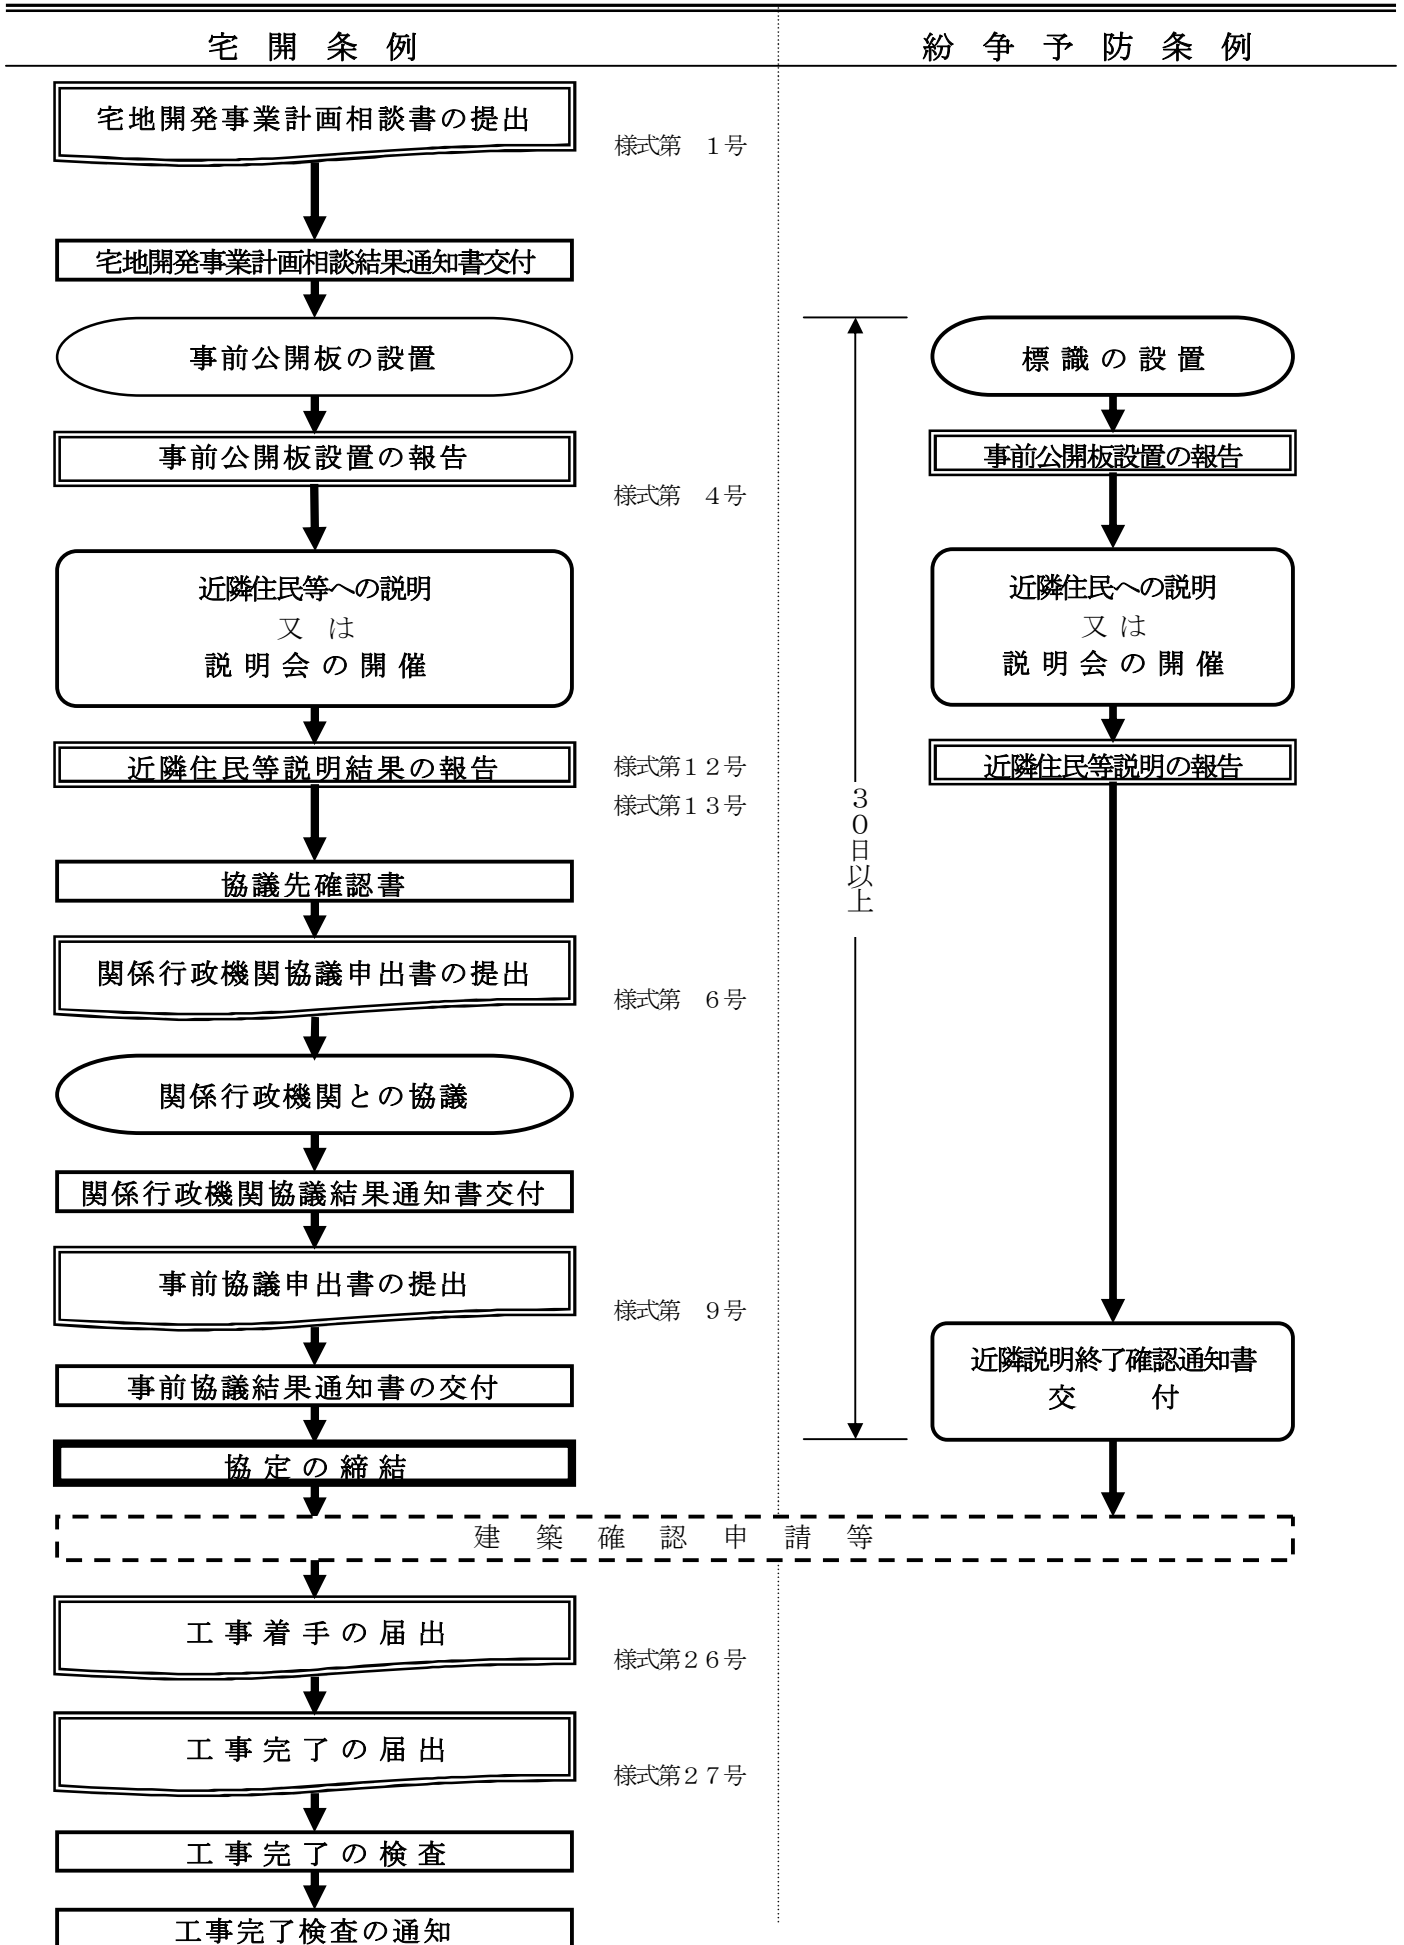 宅開条例
紛争予防条例
宅地開発事業計画相談書の提出
様式第 １号
宅地開発事業計画相談結果通知書交付
事前公開板の設置
標識の設置
事前公開板設置の報告
様式第 ４号
事前公開板設置の報告
近隣住民等への説明
又は
説明会の開催
近隣住民への説明
又は
説明会の開催
近隣住民等説明結果の報告
様式第１２号
様式第１３号
近隣住民等説明の報告
３０日以上
協議先確認書
関係行政機関協議申出書の提出
様式第 ６号
関係行政機関との協議
関係行政機関協議結果通知書交付
事前協議申出書の提出
様式第 ９号
近隣説明終了確認通知書
交 付
事前協議結果通知書の交付
協定の締結
建築確認申請等
工事着手の届出
様式第２６号
工事完了の届出
様式第２７号
工事完了の検査
工事完了検査の通知